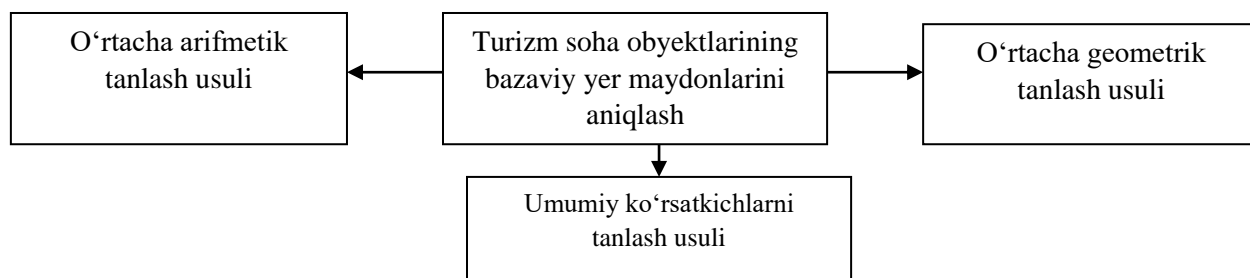 O‘rtacha arifmetik
tanlash usuli
Turizm soha obyektlarining
bazaviy yer maydonlarini
aniqlash
O‘rtacha geometrik
tanlash usuli
Umumiy ko‘rsatkichlarni
tanlash usuli